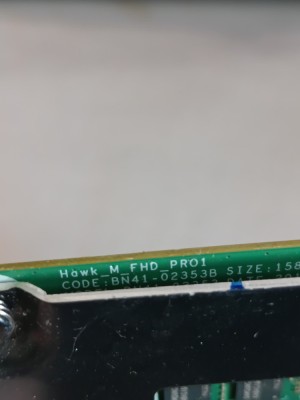 Hawk_M_FHD_PRO1
CODE:BN41-02353B SIZE:158